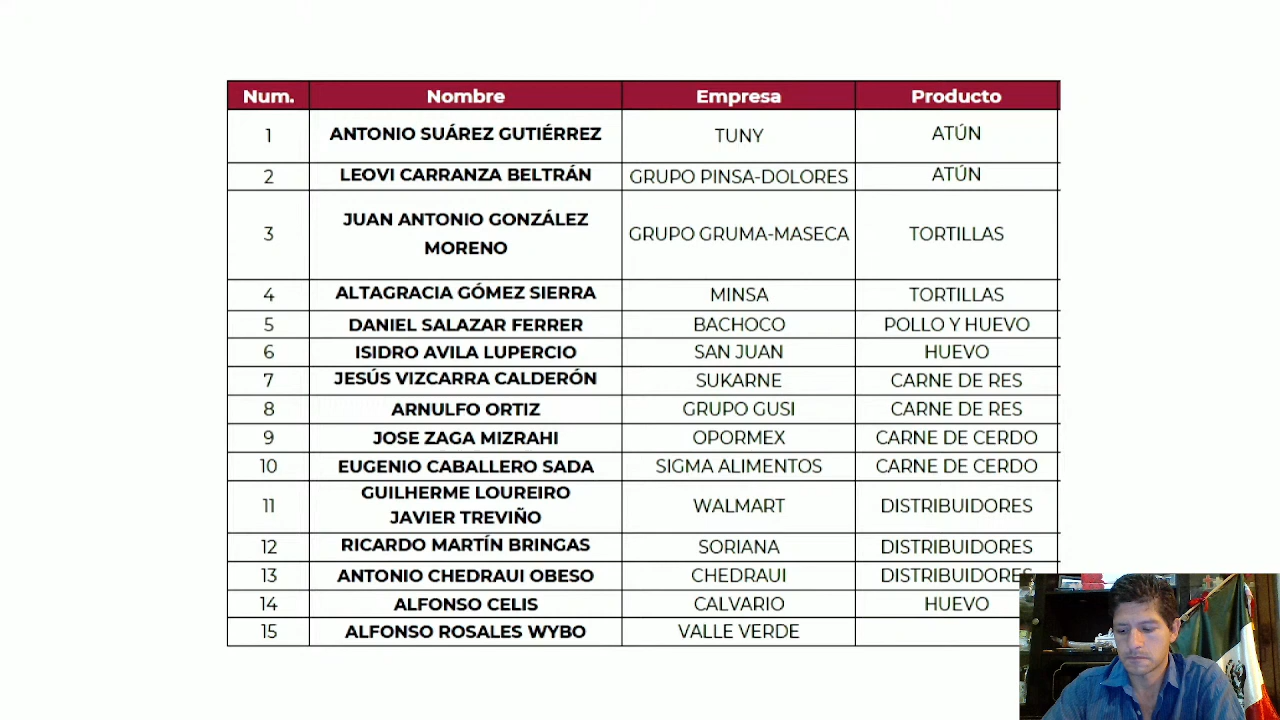 Num. Nombre Empresa Producto
1 ANTONIO SUÁREZ GUTIÉRREZ TUNY ATÚN
2 LEOVI CARRANZA BELTRÁN GRUPO PINSA-DOLORES ATÚN
3 JUAN ANTONIO GONZÁLEZ
MORENO GRUPO GRUMA-MASECA TORTILLAS
4 ALTAGRACIA GÓMEZ SIERRA MINSA TORTILLAS
5 DANIEL SALAZAR FERRER BACHOCO POLLO Y HUEVO
6 ISIDRO AVILA LUPERCIO SAN JUAN HUEVO
7 JESÚS VIZCARRA CALDERÓN SUKARNE CARNE DE RES
8 ARNULFO ORTIZ GRUPO GUSI CARNE DE RES
9 JOSE ZAGA MIZRAHI OPORMEX CARNE DE CERDO
10 EUGENIO CABALLERO SADA SIGMA ALIMENTOS CARNE DE CERDO
11 GUILHERME LOUREIRO
JAVIER TREVIÑO WALMART DISTRIBUIDORES
12 RICARDO MARTÍN BRINGAS SORIANA DISTRIBUIDORES
13 ANTONIO CHEDRAUI OBESO CHEDRAUI DISTRIBUIDORES
14 ALFONSO CELIS CALVARIO HUEVO
15 ALFONSO ROSALES WYBO VALLE VERDE